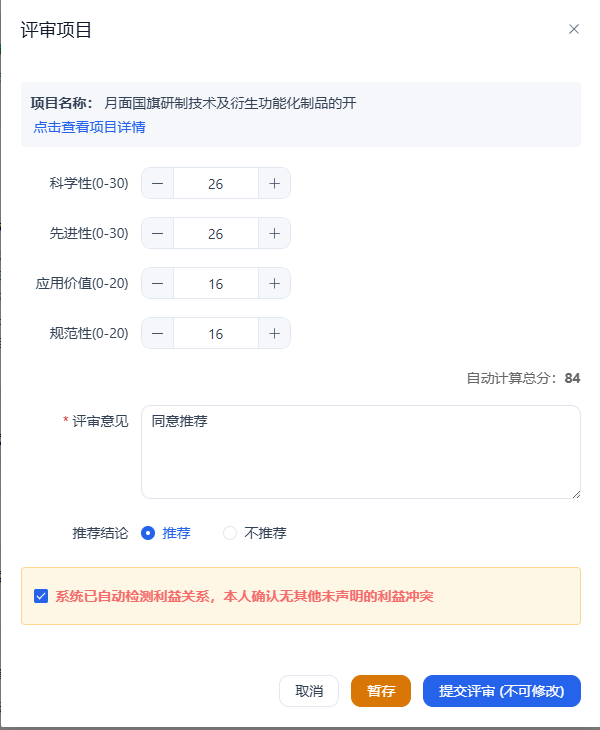 评审项目
项目名称： 月面国旗研制技术及衍生功能化制品的开
点击查看项目详情
科学性(0-30) 26
先进性(0-30) 26
应用价值(0-20) 16
规范性(0-20) 16
自动计算总分：84
* 评审意见 同意推荐
推荐结论 推荐 不推荐
系统已自动检测利益关系，本人确认无其他未声明的利益冲突
取消 暂存 提交评审 (不可修改)